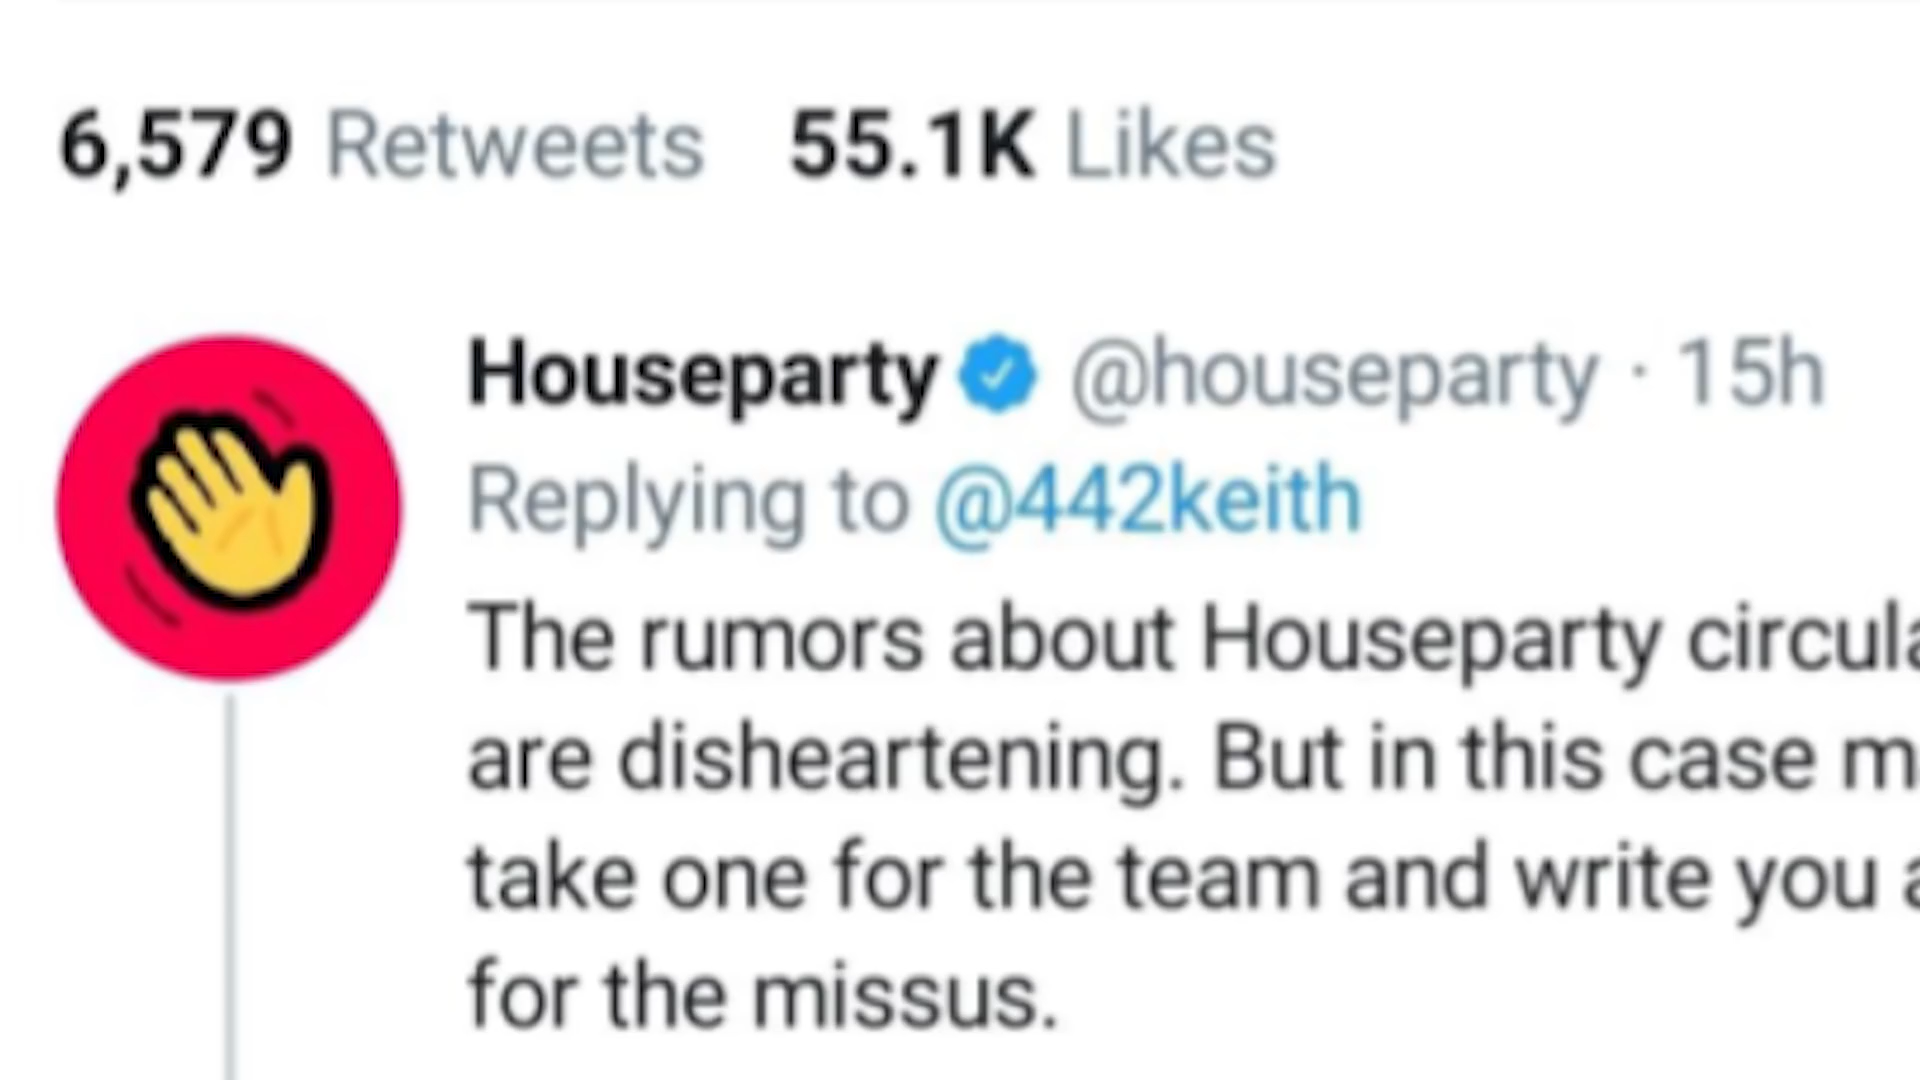 6,579 Retweets 55.1K Likes
Houseparty @houseparty · 15h
Replying to @442keith
The rumors about Houseparty
are disheartening. But in this case
take one for the team and write you
for the missus.